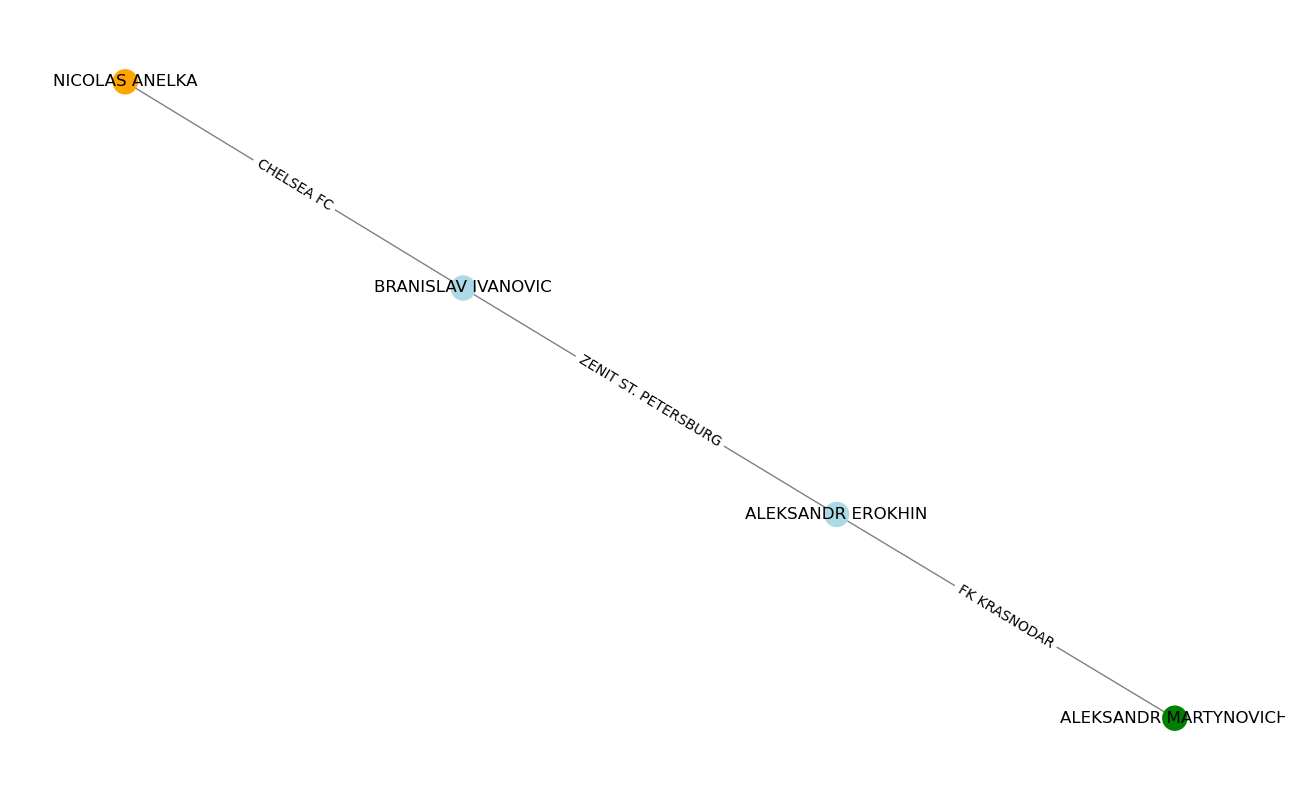 NICOLAS ANELKA
CHELSEA FC
BRANISLAV IVANOVIC
ZENIT ST. PETERSBURG
ALEKSANDR EROKHIN
FK KRASNODAR
ALEKSANDR MARTYNOVICH